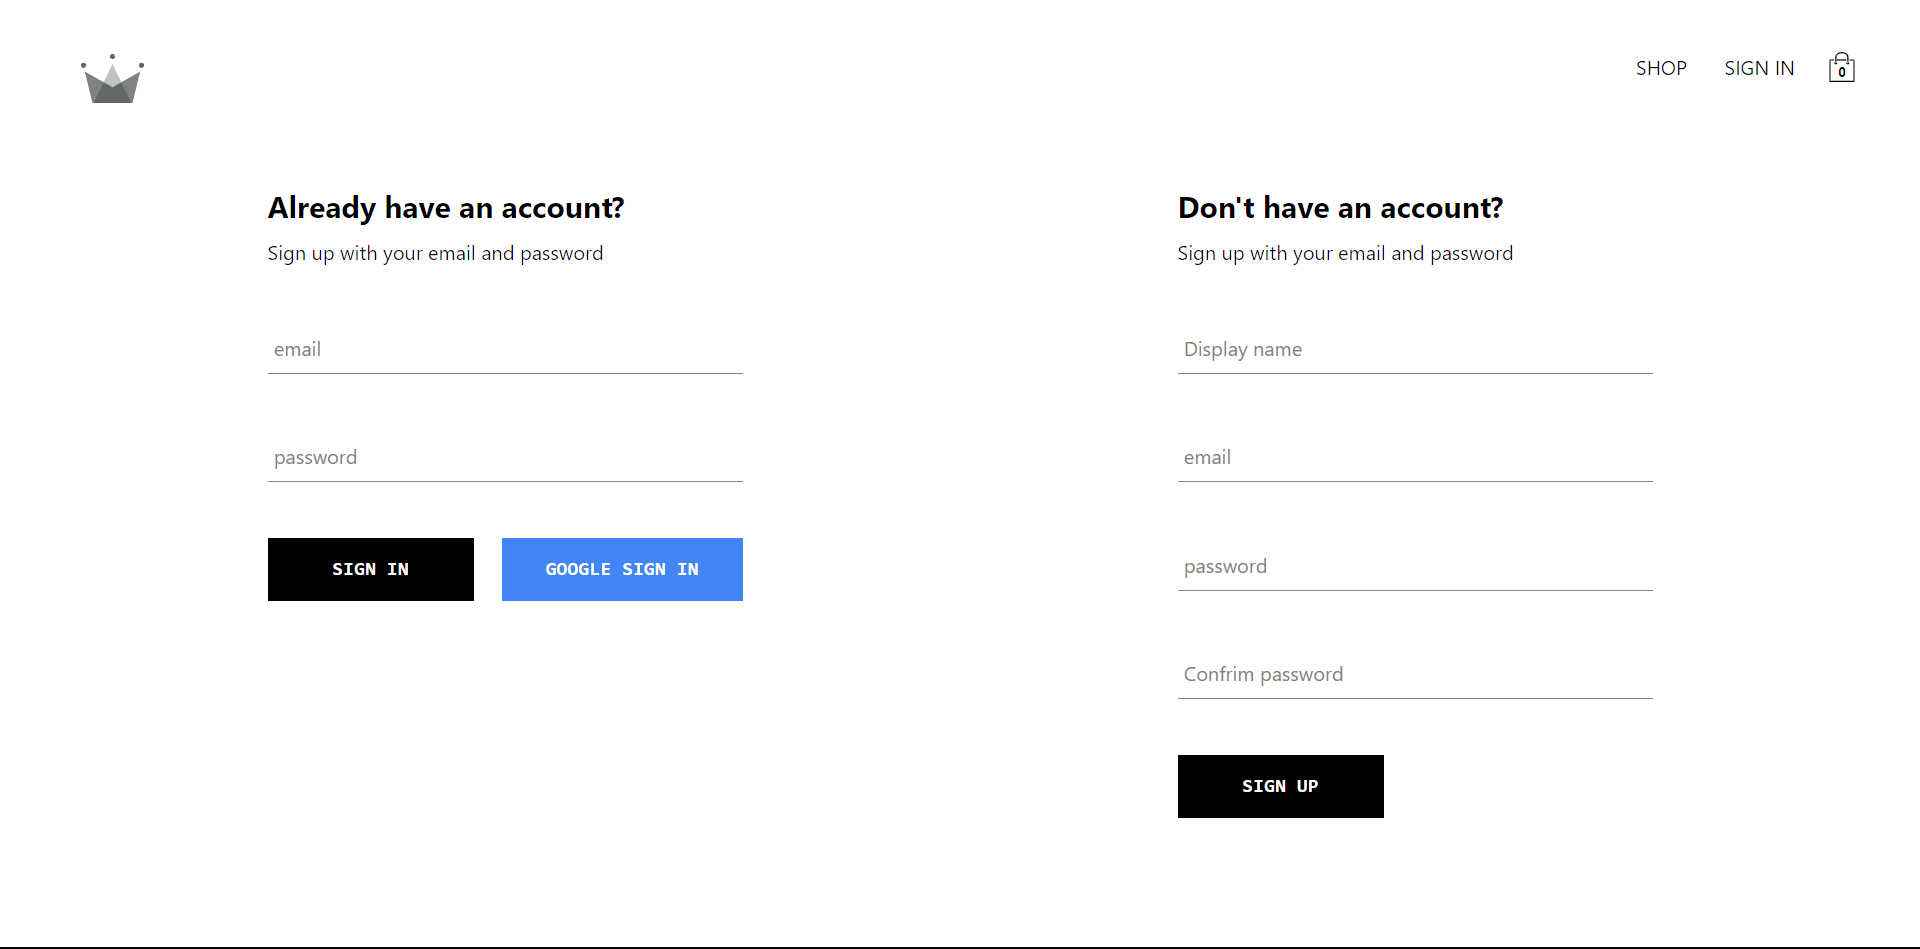 SHOP
SIGN IN
0
Already have an account?
Sign up with your email and password
email
password
SIGN IN
GOOGLE SIGN IN
Don't have an account?
Sign up with your email and password
Display name
email
password
Confrim password
SIGN UP